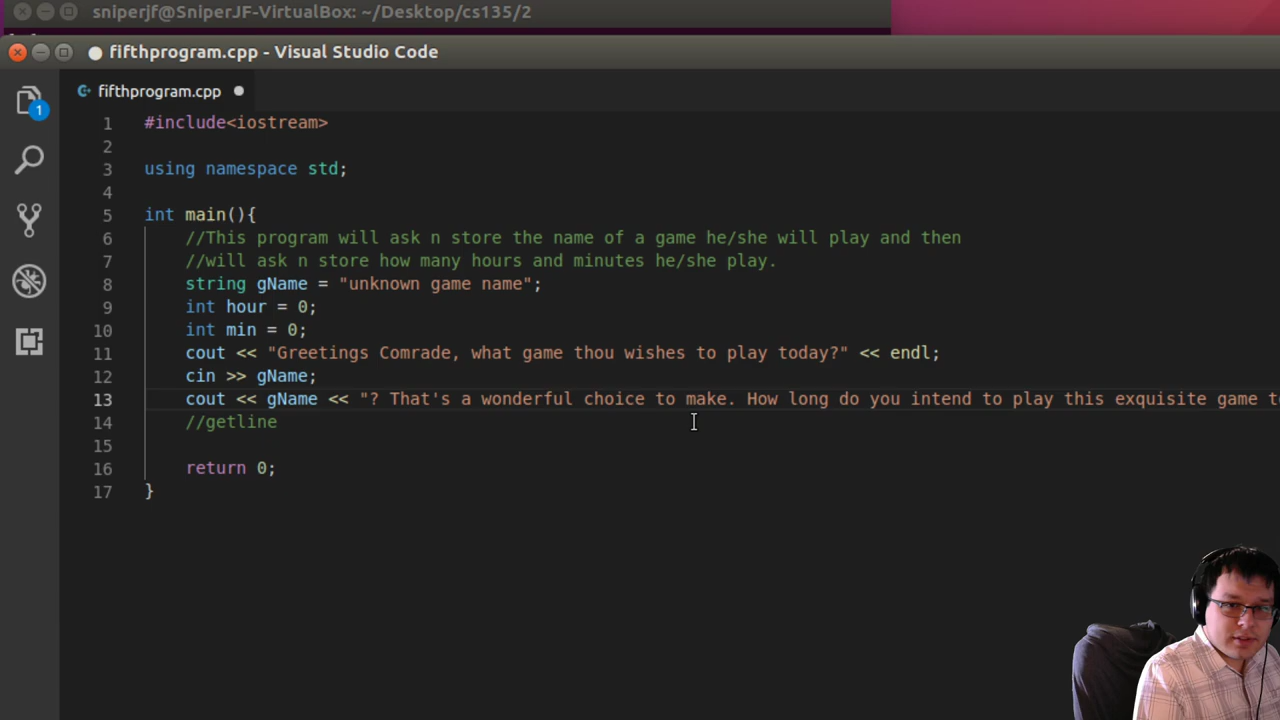 sniperjf@SniperJF-VirtualBox: ~/Desktop/cs135/2
● fifthprogram.cpp - Visual Studio Code
fifthprogram.cpp
1
1 #include<iostream>
2
3 using namespace std;
4
5 int main(){
6 //This program will ask n store the name of a game he/she will play and then
7 //will ask n store how many hours and minutes he/she play.
8 string gName = "unknown game name";
9 int hour = 0;
10 int min = 0;
11 cout << "Greetings Comrade, what game thou wishes to play today?" << endl;
12 cin >> gName;
13 cout << gName << "? That's a wonderful choice to make. How long do you intend to play this exquisite game
14 //getline
15
16 return 0;
17 }